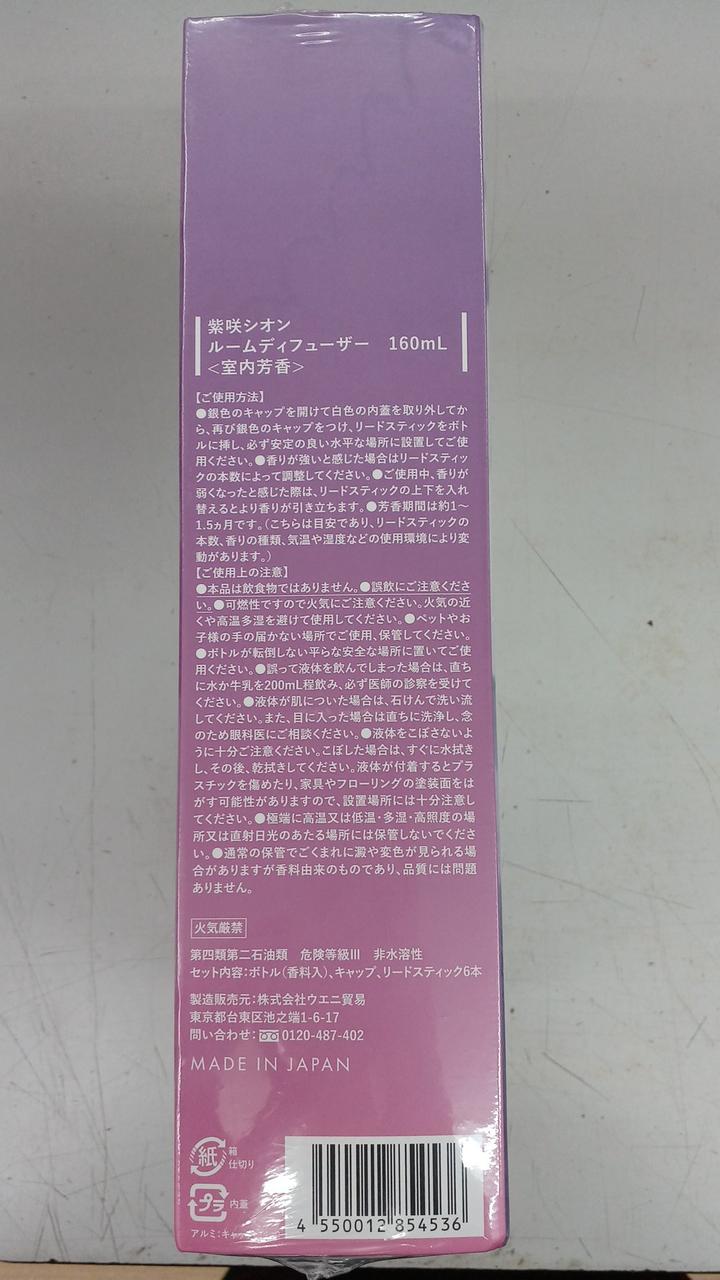 紫咲シオン
ルームディフューザー 160mL
<室内芳香>
【ご使用方法】
●銀色のキャップを開けて白色の内蓋を取り外してか
ら、再び銀色のキャップをつけ、リードスティックをボト
ルに挿し、必ず安定の良い水平な場所に設置してご使
用ください。●香りが強いと感じた場合はリードスティッ
クの本数によって調整してください。●ご使用中、香りが
弱くなったと感じた際は、リードスティックの上下を入れ
替えるとより香りが引き立ちます。●芳香期間は約1〜
1.5ヵ月です。(こちらは目安であり、リードスティックの
本数、香りの種類、気温や湿度などの使用環境により変
動があります。)
【ご使用上の注意】
●本品は飲食物ではありません。●誤飲にご注意くださ
い。●可燃性ですので火気にご注意ください。火気の近
くや高温多湿を避けて使用してください。●ペットやお
子様の手の届かない場所でご使用、保管してください。
●ボトルが転倒しない平らな安全な場所に置いてご使
用ください。●誤って液体を飲んでしまった場合は、直ち
に水か牛乳を200mL程飲み、必ず医師の診察を受けて
ください。●液体が肌についた場合は、石けんで洗い流
してください。また、目に入った場合は直ちに洗浄し、念
のため眼科医にご相談ください。●液体をこぼさないよ
うに十分ご注意ください。こぼした場合は、すぐに水拭き
し、その後、乾拭きしてください。液体が付着するとプラ
スチックを傷めたり、家具やフローリングの塗装面をは
がす可能性がありますので、設置場所には十分注意し
てください。●極端に高温又は低温・多湿・高照度の場
所又は直射日光のあたる場所には保管しないでくださ
い。●通常の保管でごくまれに澱や変色が見られる場
合がありますが香料由来のものであり、品質には問題
ありません。
火気厳禁
第四類第二石油類 危険等級III 非水溶性
セット内容:ボトル(香料入)、キャップ、リードスティック6本
製造販売元:株式会社ウエニ貿易
東京都台東区池之端1-6-17
問い合わせ: 0120-487-402
MADE IN JAPAN
紙 箱
仕切り
プラ 内蓋
アルミ:キャッ
4 550012 854536